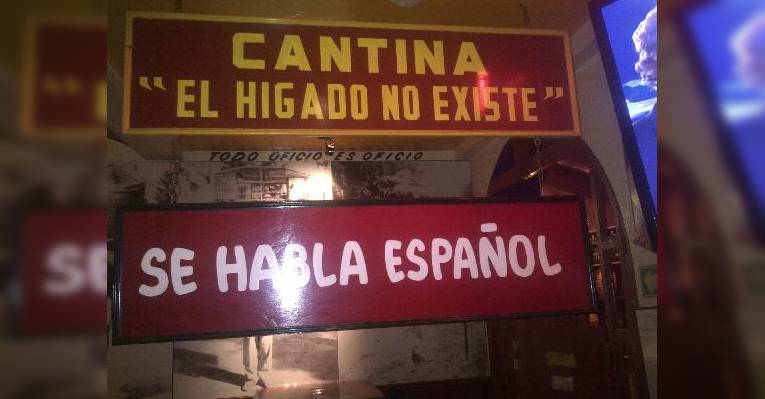 CANTINA
"EL HIGADO NO EXISTE"
TODO OFICIO ES OFICIO
SE HABLA ESPAÑOL